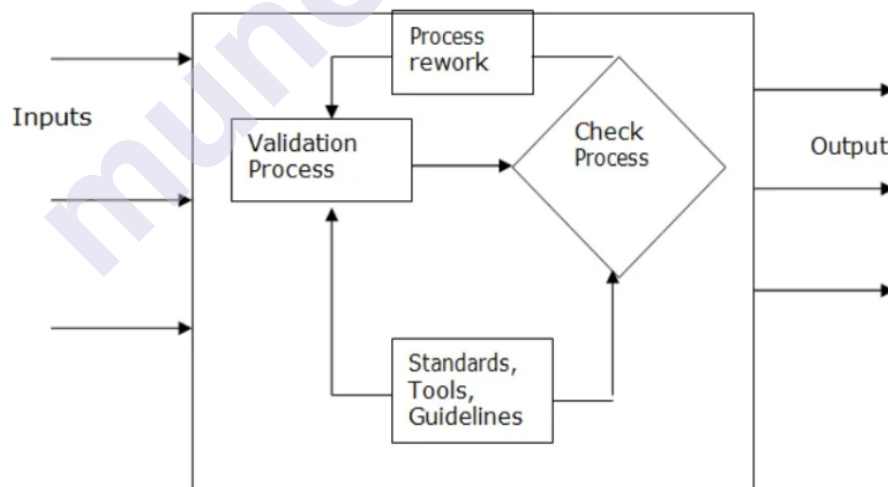 Process
rework
Inputs
Validation
Process
Check
Process
Output
Standards,
Tools,
Guidelines